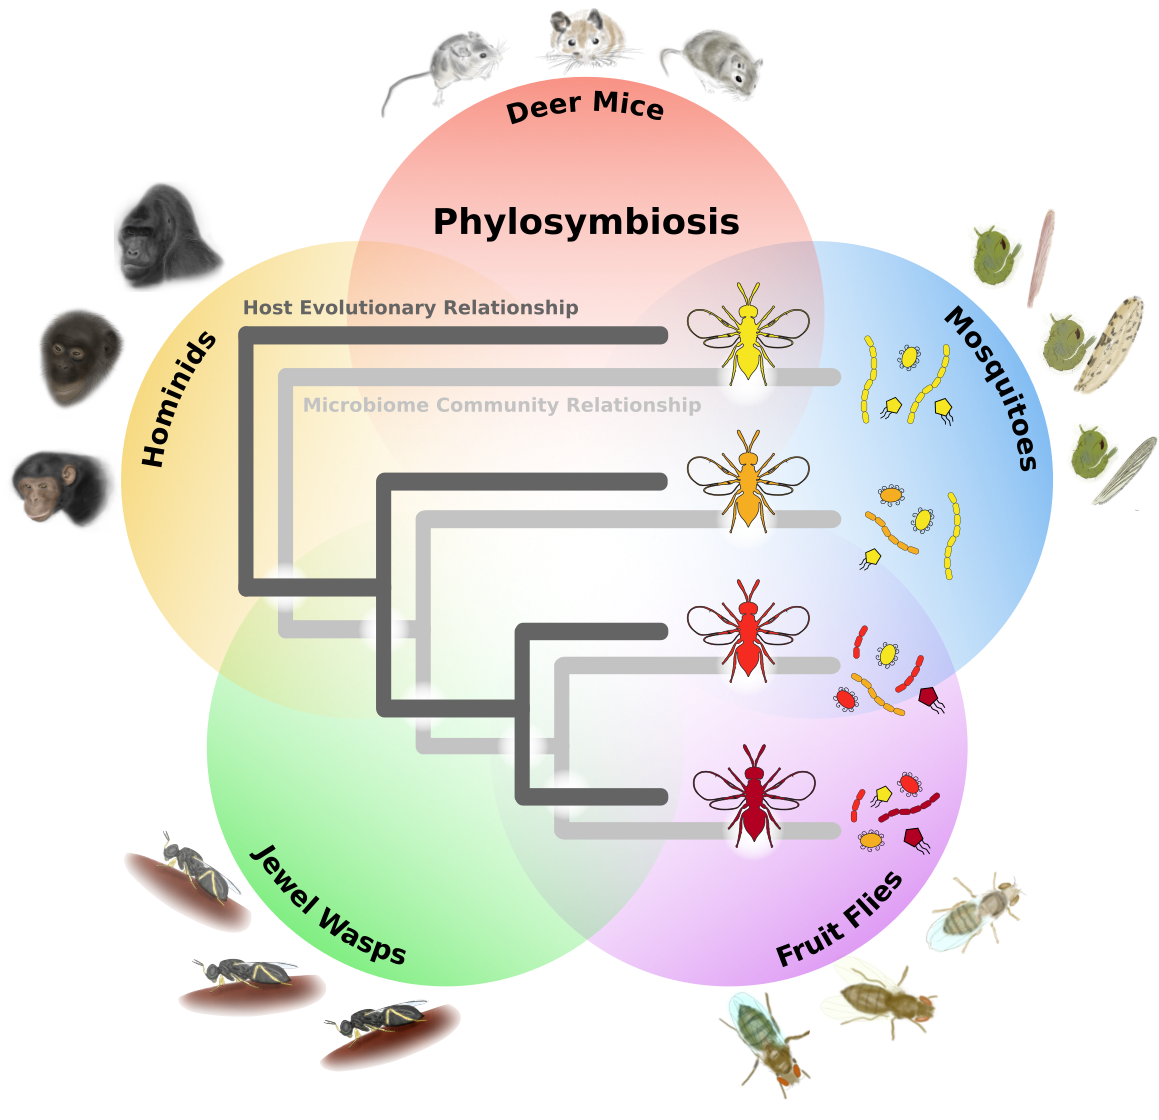 Deer Mice
Phylosymbiosis
Host Evolutionary Relationship
Hominids
Mosquitoes
Microbiome Community Relationship
Jewel Wasps
Fruit Flies